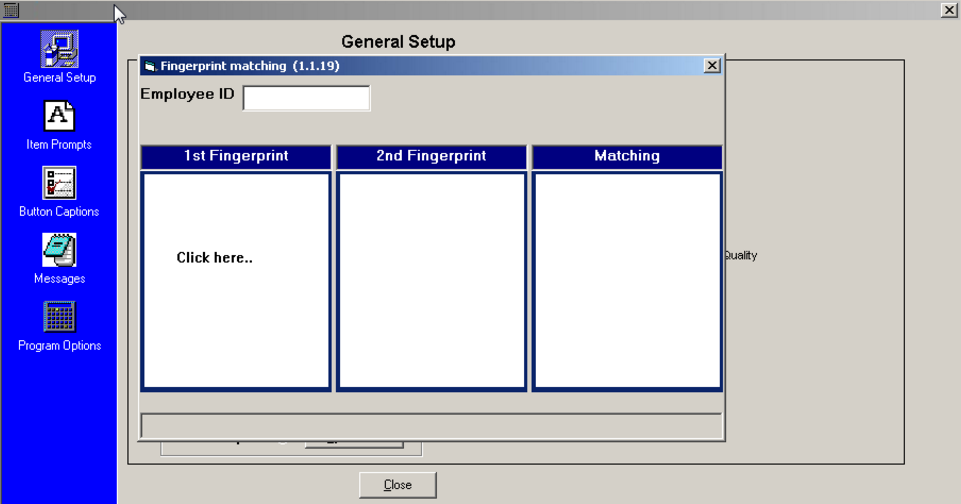 General Setup
Item Prompts
Button Captions
Messages
Program Options
General Setup
Fingerprint matching (1.1.19)
Employee ID
1st Fingerprint
2nd Fingerprint
Matching
Click here..
Quality
Close